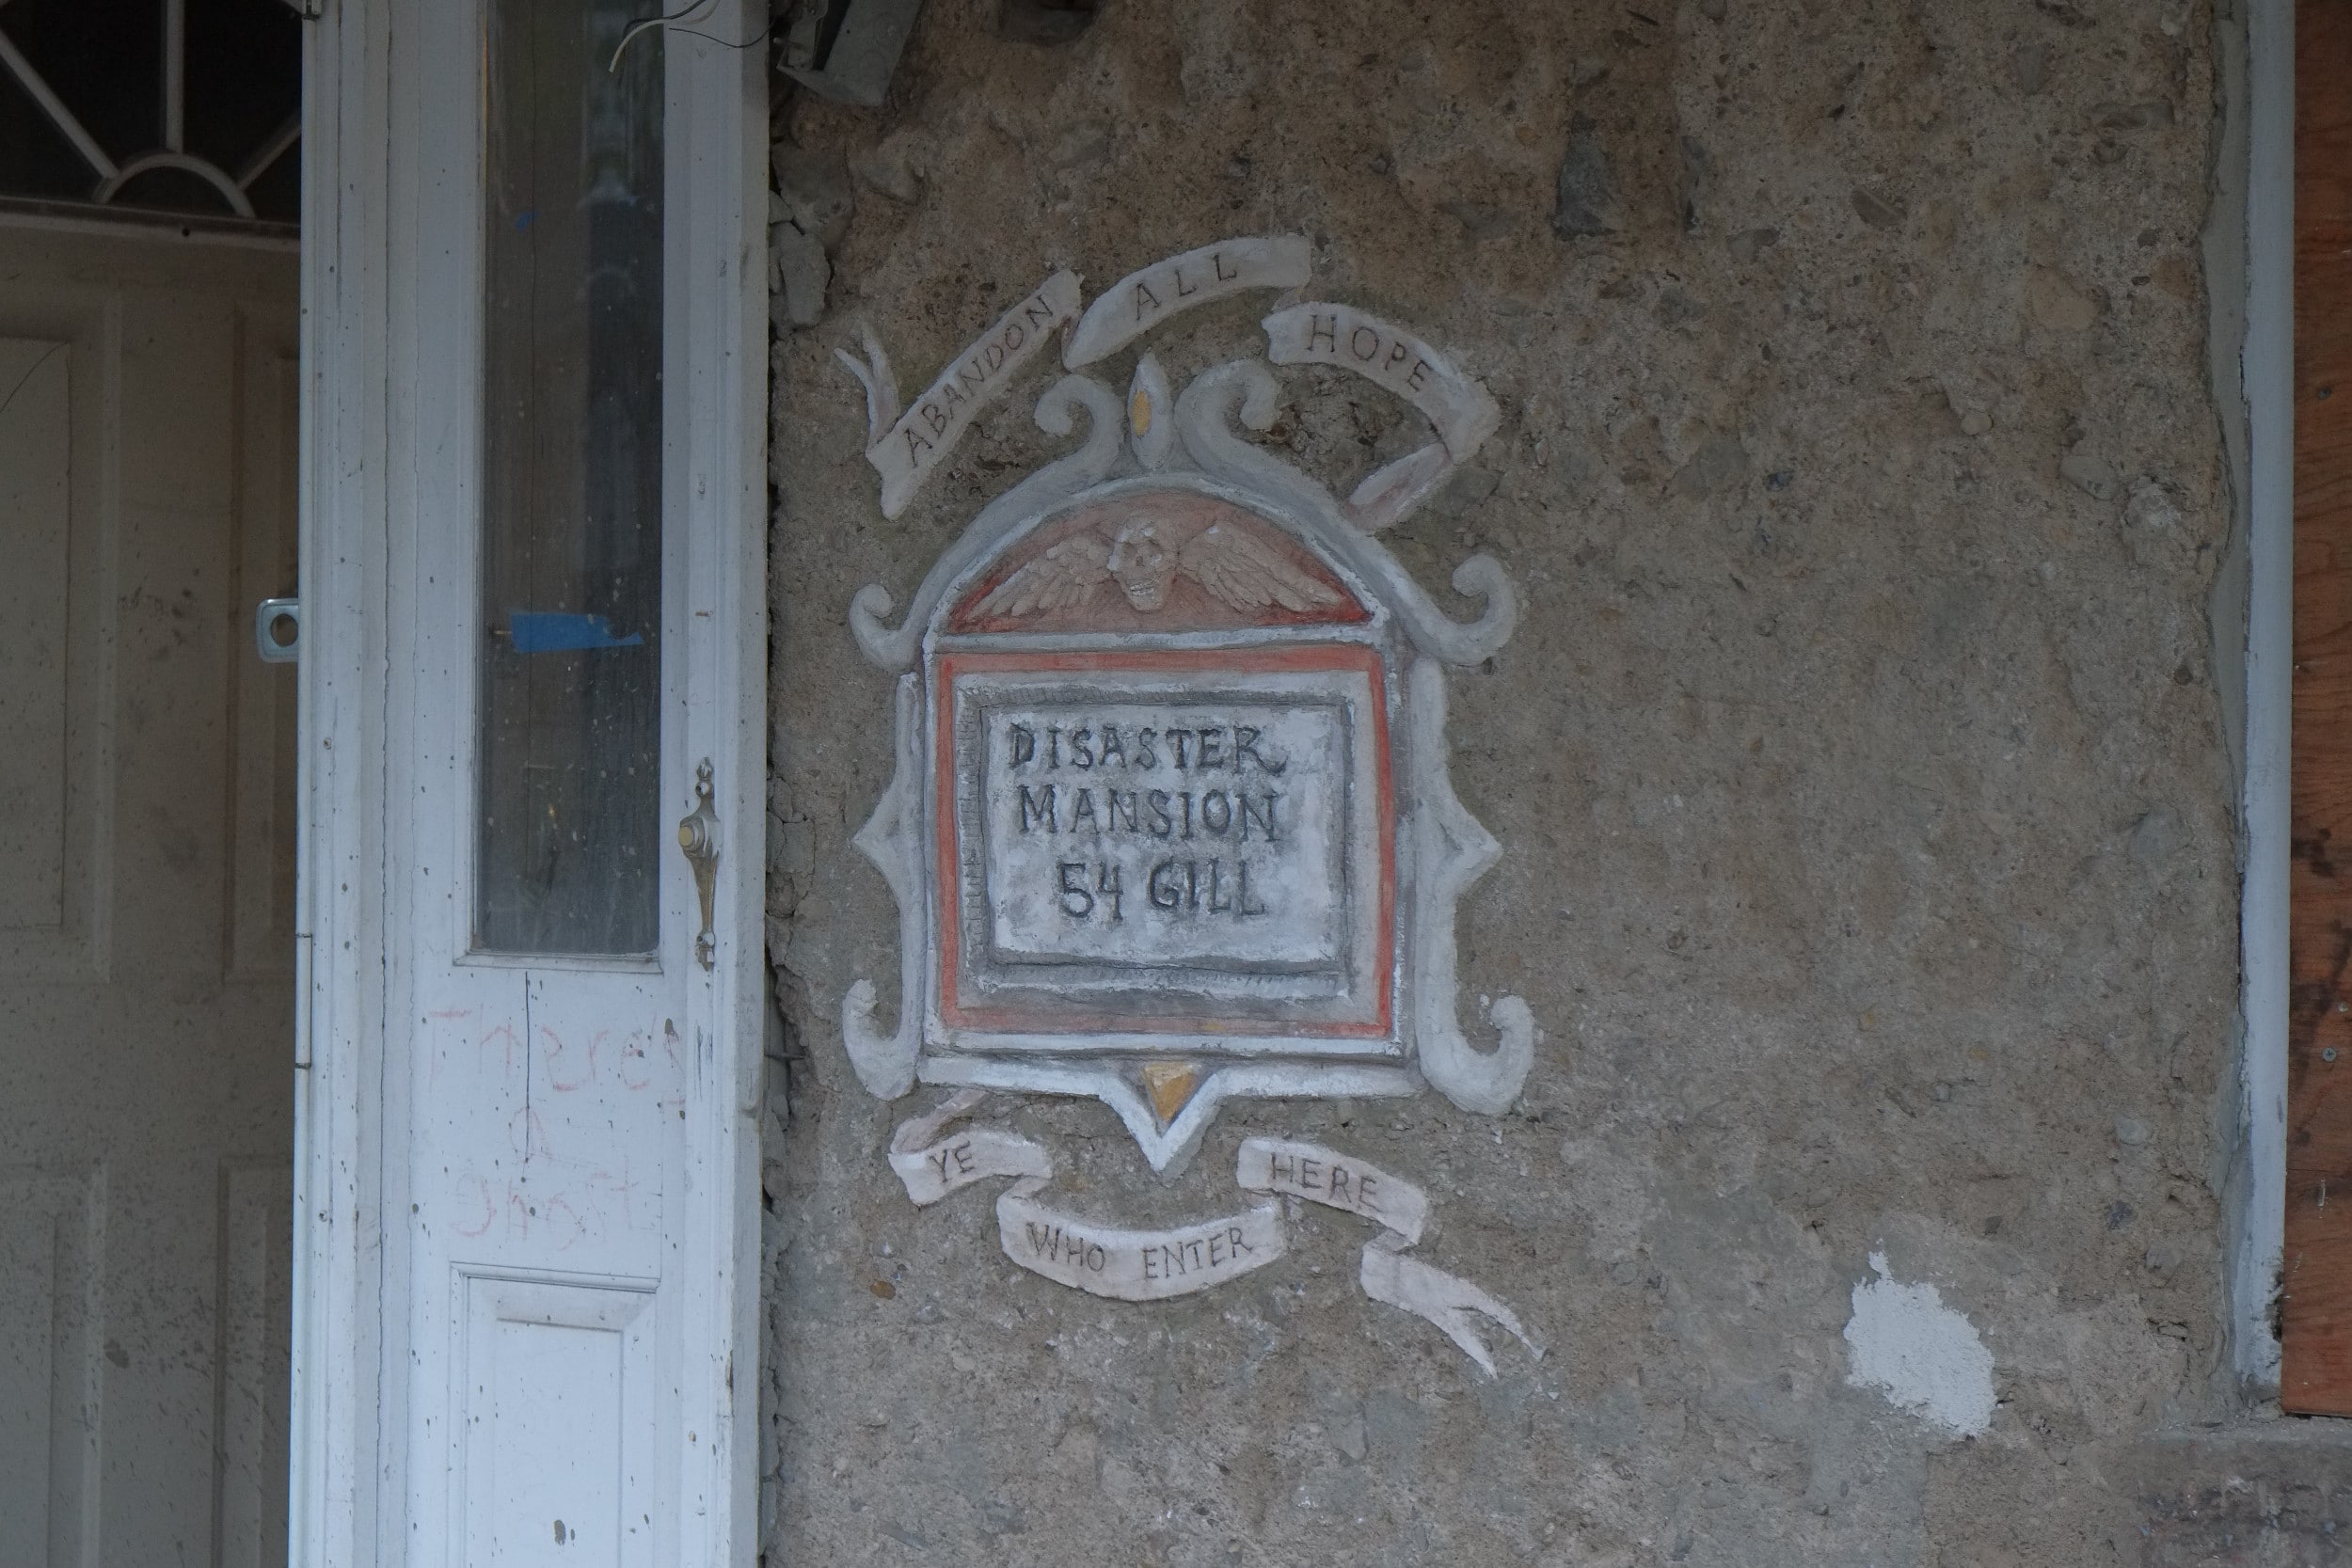 ABANDON ALL HOPE
DISASTER
MANSION
54 GILL
YE WHO ENTER HERE